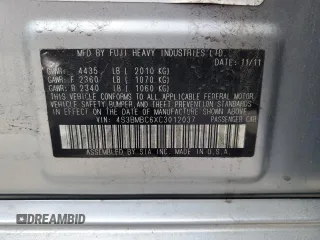 MFD BY FUJI HEAVY INDUSTRIES LTD
DATE: 11/11
GVWR: 4435 LB ( 2010 KG)
GAWR: F 2360 LB ( 1070 KG)
GAWR: R 2340 LB ( 1060 KG)
THIS VEHICLE CONFORMS TO ALL APPLICABLE FEDERAL MOTOR
VEHICLE SAFETY, BUMPER, AND THEFT PREVENTION STANDARDS
IN EFFECT ON THE DATE OF MANUFACTURE SHOWN ABOVE.
VIN: 4S3BMBC6XC3012037 PASSENGER CAR
ASSEMBLED BY SIA INC. MADE IN U.S.A.
DIAMONDBID